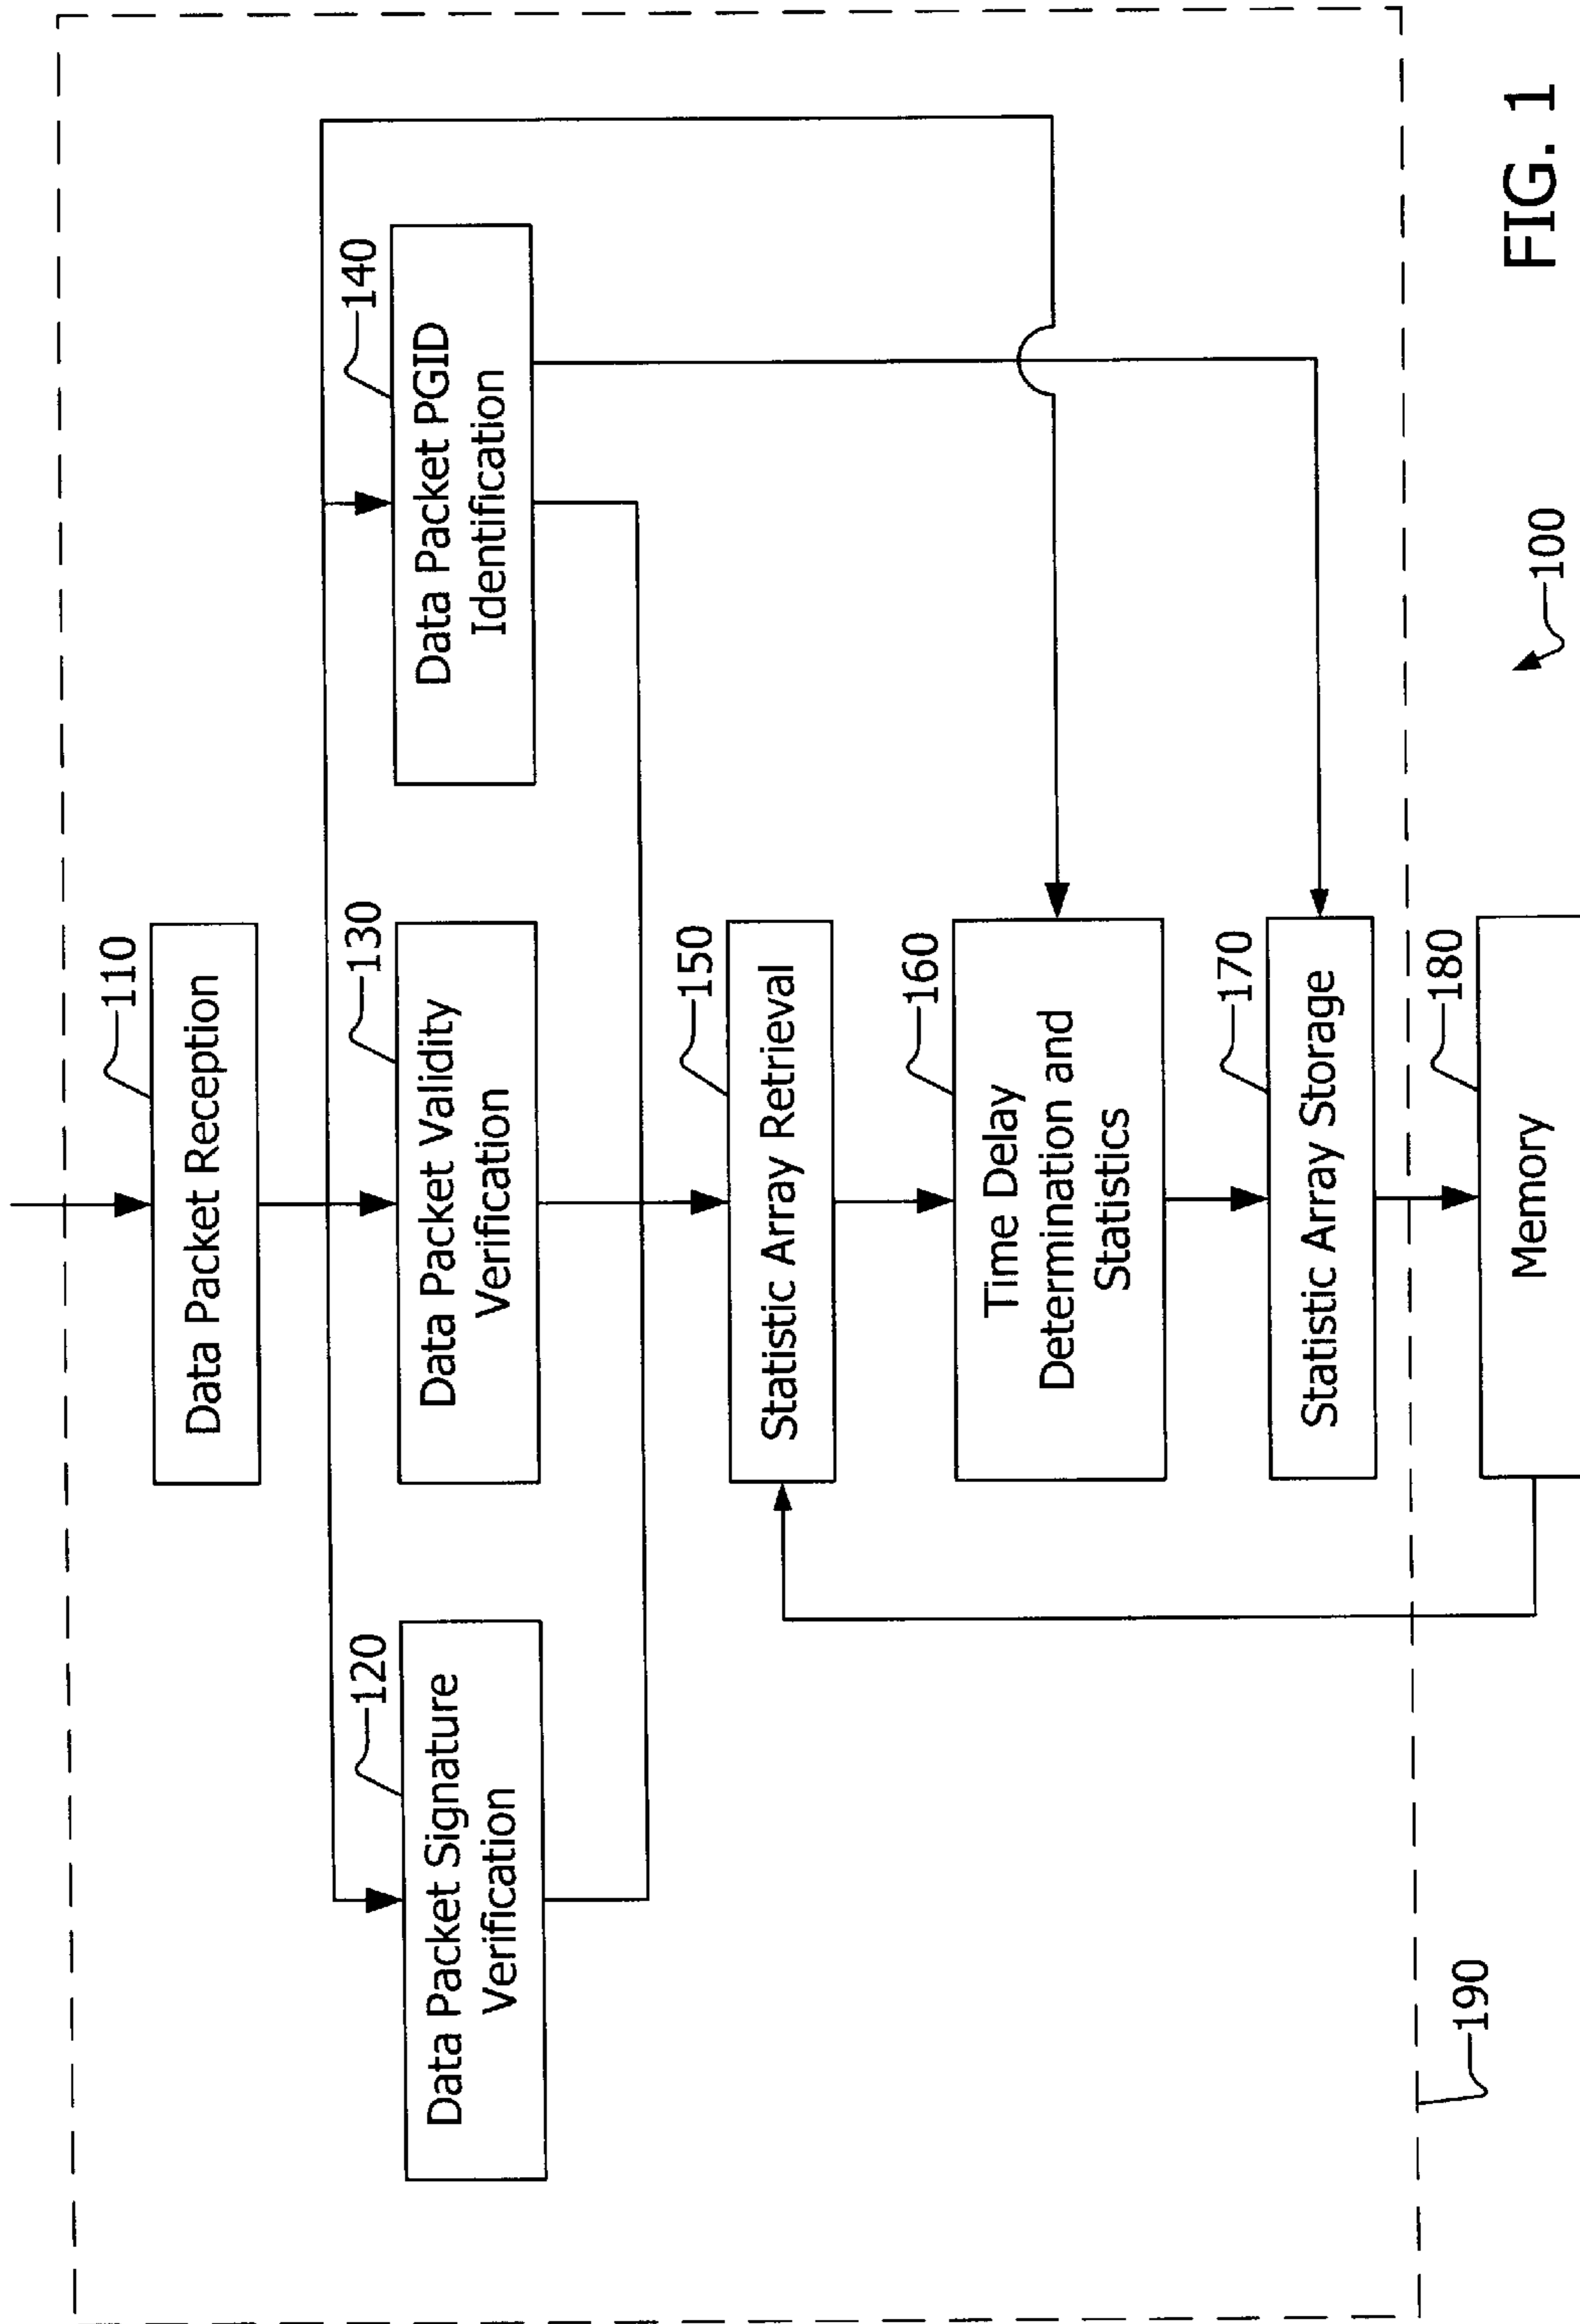 110
Data Packet Reception
120
Data Packet Signature
Verification
130
Data Packet Validity
Verification
140
Data Packet PGID
Identification
150
Statistic Array Retrieval
160
Time Delay
Determination and
Statistics
170
Statistic Array Storage
180
Memory
190
100
FIG. 1